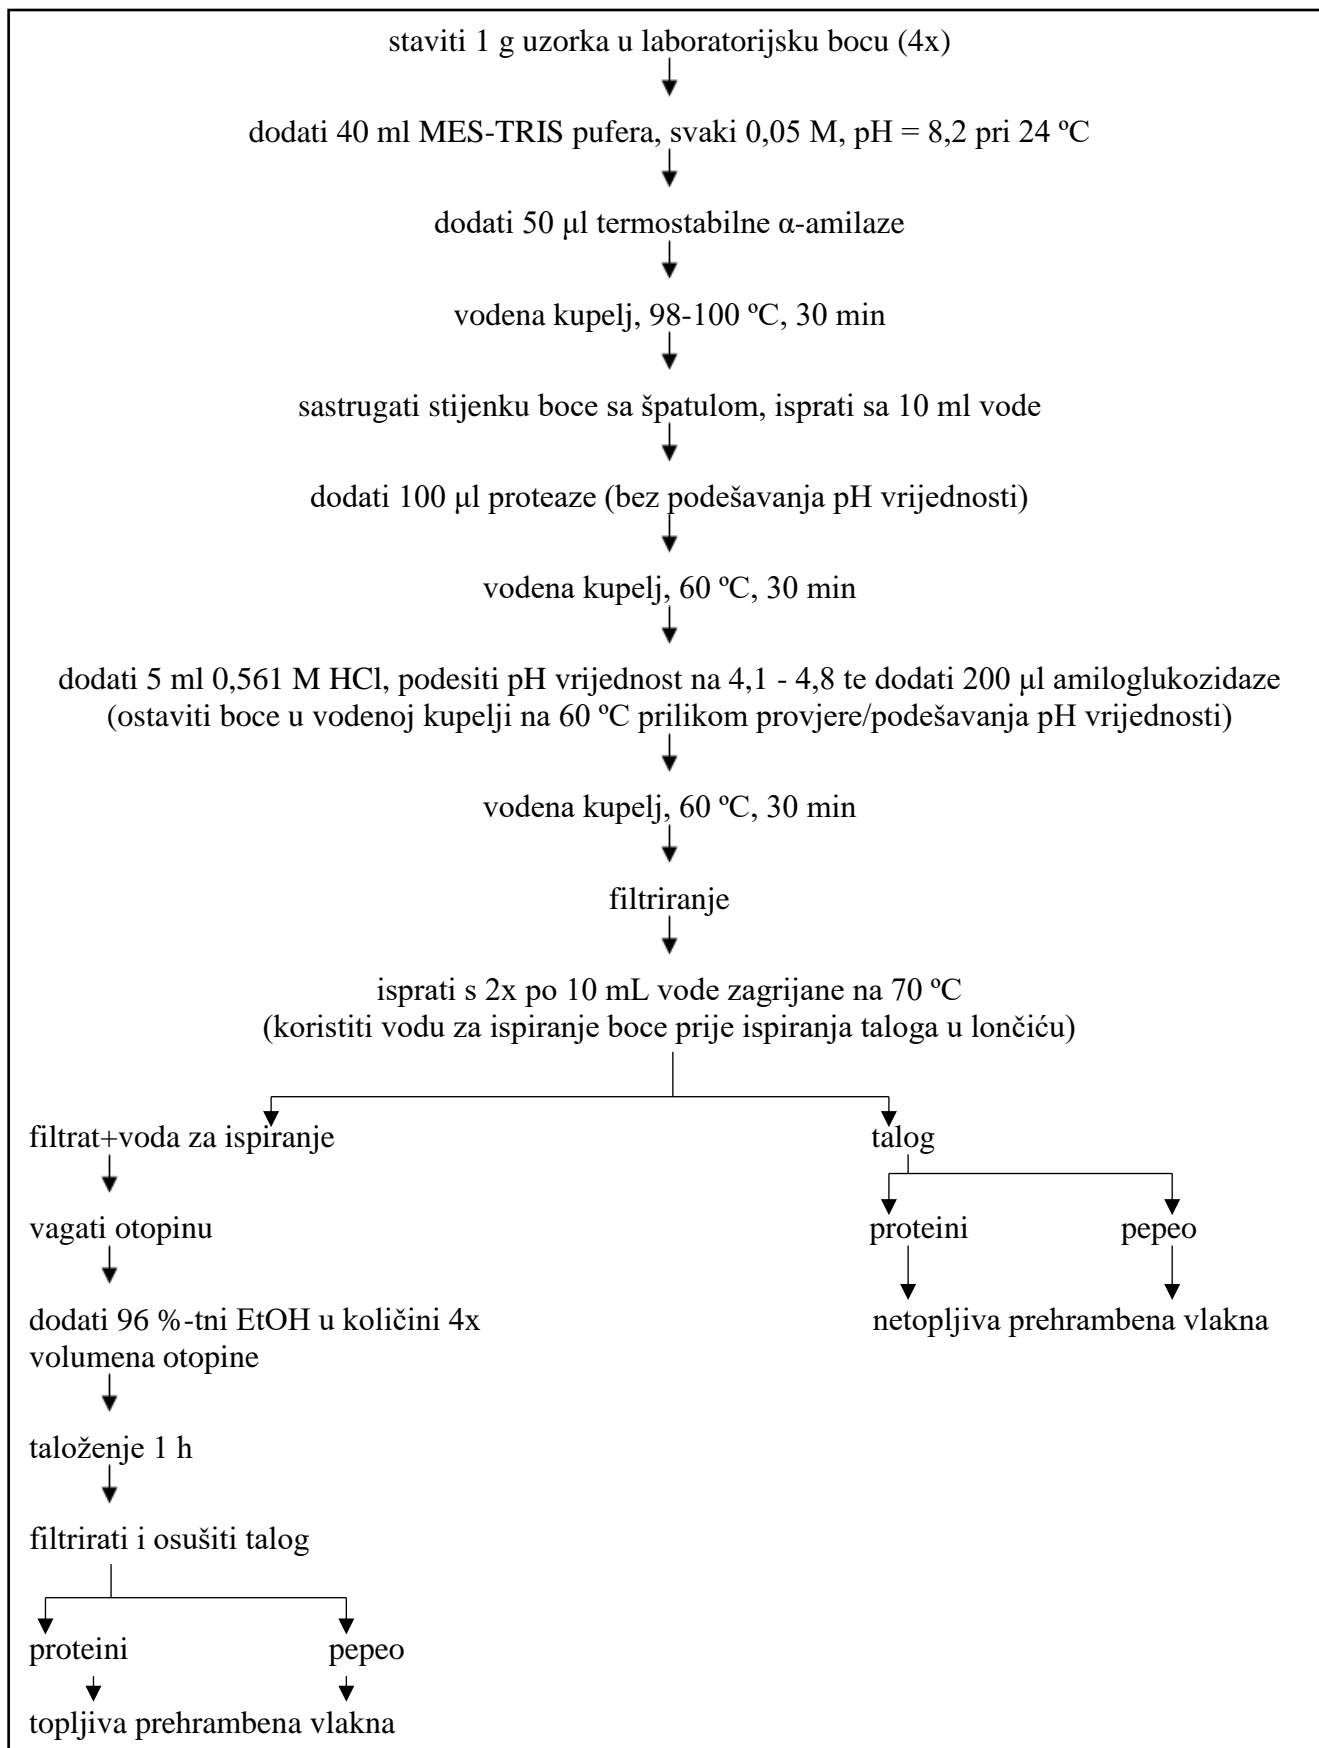 staviti 1 g uzorka u laboratorijsku bocu (4x)
dodati 40 ml MES-TRIS pufera, svaki 0,05 M, pH = 8,2 pri 24 ºC
dodati 50 μl termostabilne α-amilaze
vodena kupelj, 98-100 ºC, 30 min
sastrugati stijenku boce sa špatulom, isprati sa 10 ml vode
dodati 100 μl proteaze (bez podešavanja pH vrijednosti)
vodena kupelj, 60 ºC, 30 min
dodati 5 ml 0,561 M HCl, podesiti pH vrijednost na 4,1 - 4,8 te dodati 200 μl amiloglukozidaze
(ostaviti boce u vodenoj kupelji na 60 ºC prilikom provjere/podešavanja pH vrijednosti)
vodena kupelj, 60 ºC, 30 min
filtriranje
isprati s 2x po 10 mL vode zagrijane na 70 ºC
(koristiti vodu za ispiranje boce prije ispiranja taloga u lončiću)
filtrat+voda za ispiranje
vagati otopinu
dodati 96 %-tni EtOH u količini 4x
volumena otopine
taloženje 1 h
filtrirati i osušiti talog
proteini pepeo
topljiva prehrambena vlakna
talog
proteini pepeo
netopljiva prehrambena vlakna